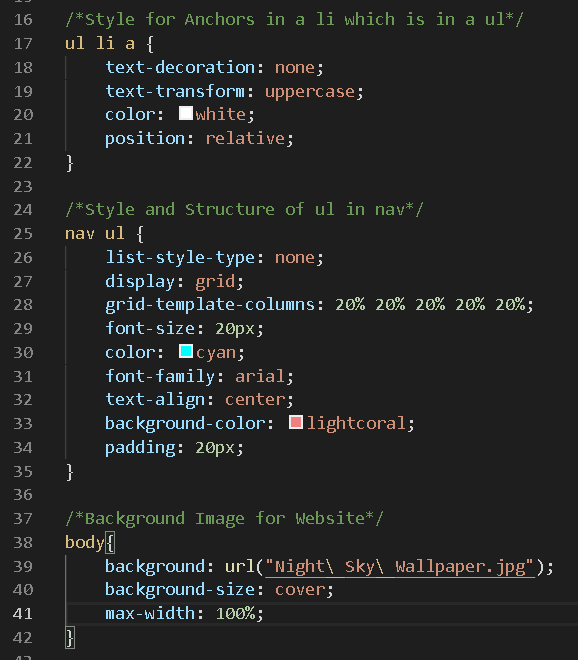 16 /*Style for Anchors in a li which is in a ul*/
17 ul li a {
18 text-decoration: none;
19 text-transform: uppercase;
20 color: white;
21 position: relative;
22 }
23
24 /*Style and Structure of ul in nav*/
25 nav ul {
26 list-style-type: none;
27 display: grid;
28 grid-template-columns: 20% 20% 20% 20% 20%;
29 font-size: 20px;
30 color: cyan;
31 font-family: arial;
32 text-align: center;
33 background-color: lightcoral;
34 padding: 20px;
35 }
36
37 /*Background Image for Website*/
38 body{
39 background: url("Night\ Sky\ Wallpaper.jpg");
40 background-size: cover;
41 max-width: 100%;
42 }